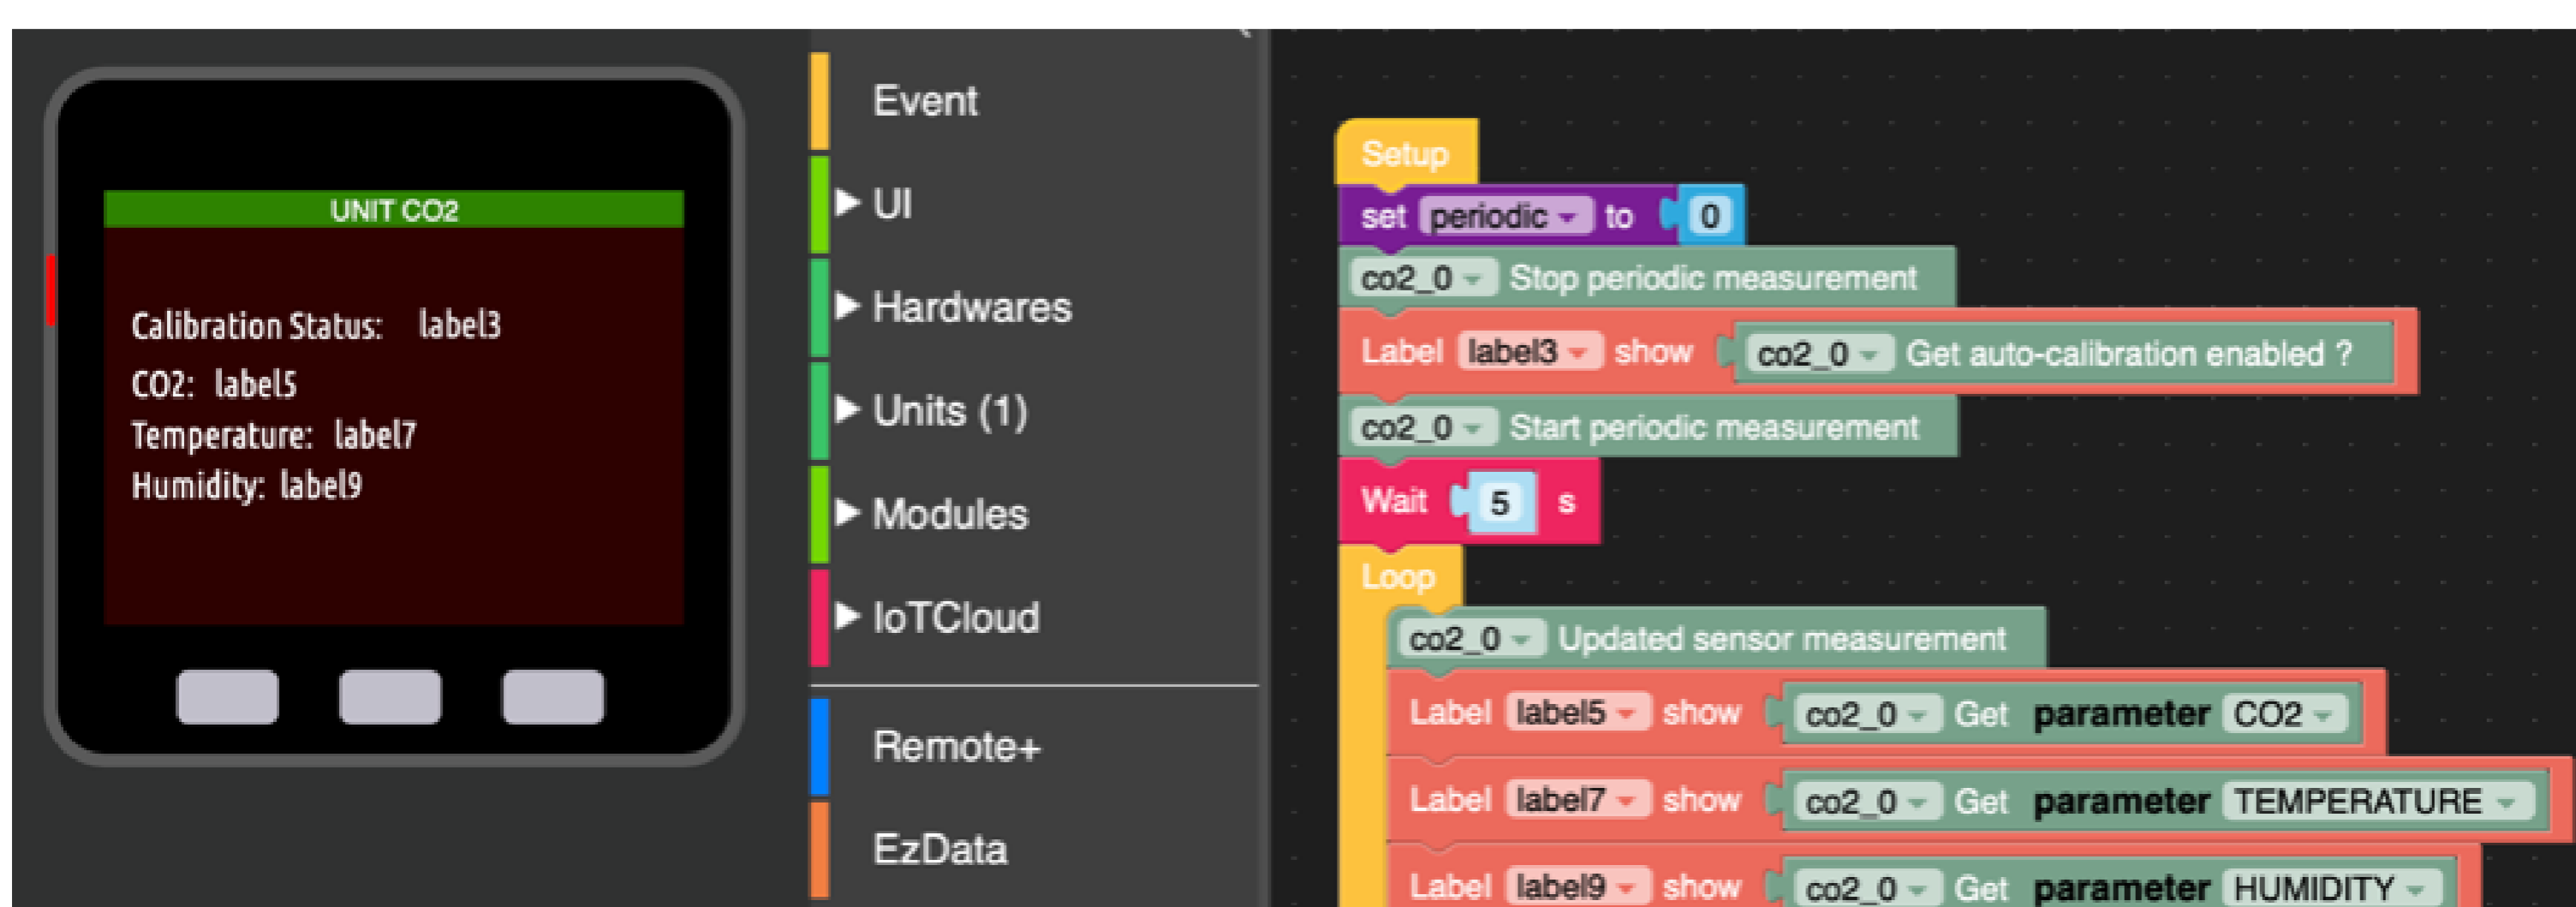 UNIT CO2
Calibration Status: label3
CO2: label5
Temperature: label7
Humidity: label9
Event
UI
Hardwares
Units (1)
Modules
IoTCloud
Remote+
EzData
Setup
set periodic to 0
co2_0 Stop periodic measurement
Label label3 show co2_0 Get auto-calibration enabled ?
co2_0 Start periodic measurement
Wait 5 s
Loop
co2_0 Updated sensor measurement
Label label5 show co2_0 Get parameter CO2
Label label7 show co2_0 Get parameter TEMPERATURE
Label label9 show co2_0 Get parameter HUMIDITY